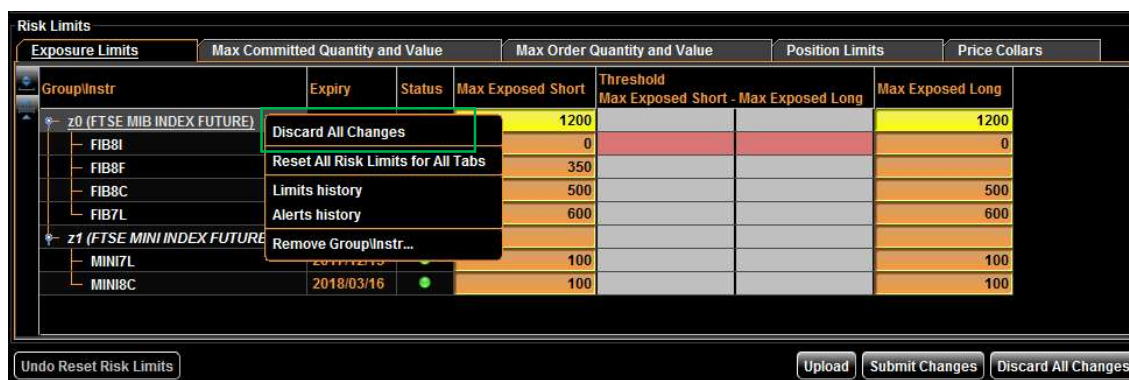 Risk Limits
Exposure Limits Max Committed Quantity and Value Max Order Quantity and Value Position Limits Price Collars
Group\Instr Expiry Status Max Exposed Short Threshold Max Exposed Short - Max Exposed Long Max Exposed Long
z0 (FTSE MIB INDEX FUTURE) 1200 1200
Discard All Changes
FIB8I 0 0
Reset All Risk Limits for All Tabs
FIB8F 350
FIB8C Limits history 500 500
FIB7L Alerts history 600 600
z1 (FTSE MINI INDEX FUTURE Remove Group\Instr...
MINI7L 100 100
MINI8C 2018/03/16 100 100
Undo Reset Risk Limits Upload Submit Changes Discard All Changes